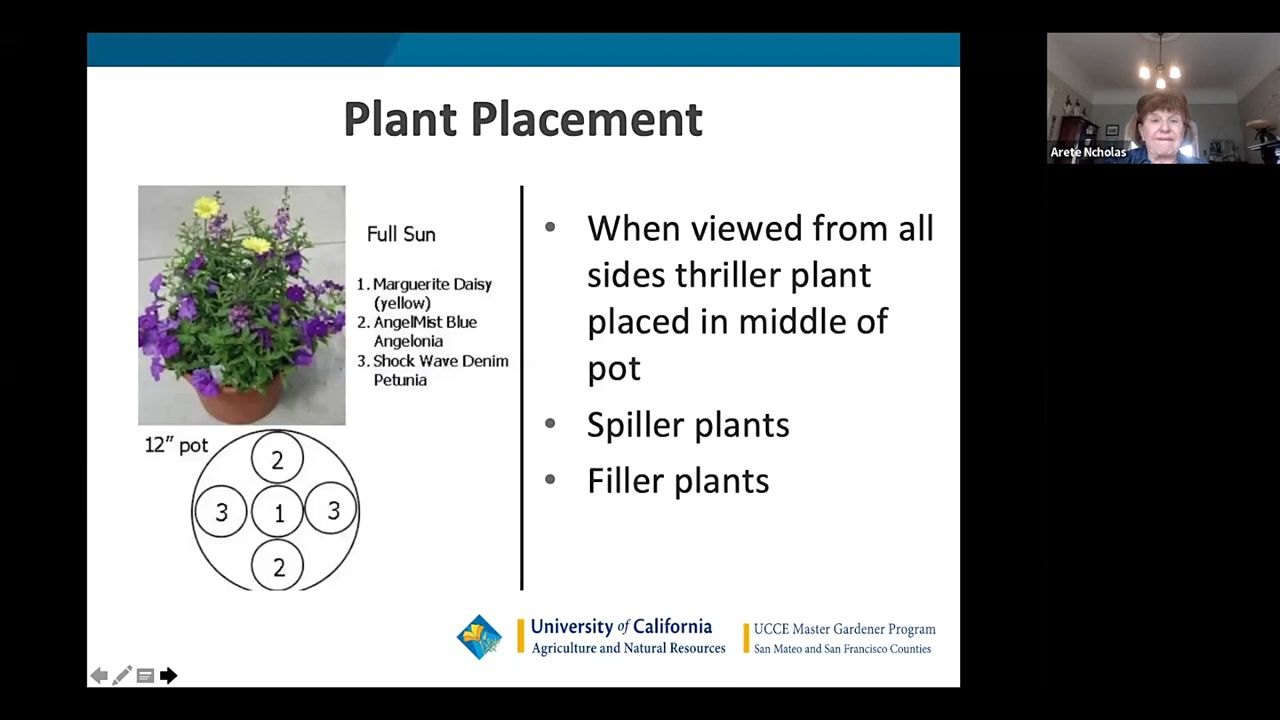 Plant Placement
Full Sun
1. Marguerite Daisy
(yellow)
2. AngelMist Blue
Angelonia
3. Shock Wave Denim
Petunia
12” pot
2
3 1 3
2
• When viewed from all
sides thriller plant
placed in middle of
pot
• Spiller plants
• Filler plants
University of California
Agriculture and Natural Resources
UCCE Master Gardener Program
San Mateo and San Francisco Counties
Arete Ncholas